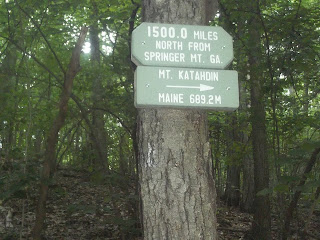 1500.0 MILES
NORTH FROM
SPRINGER MT. GA.
MT. KATAHDIN
MAINE 689.2M